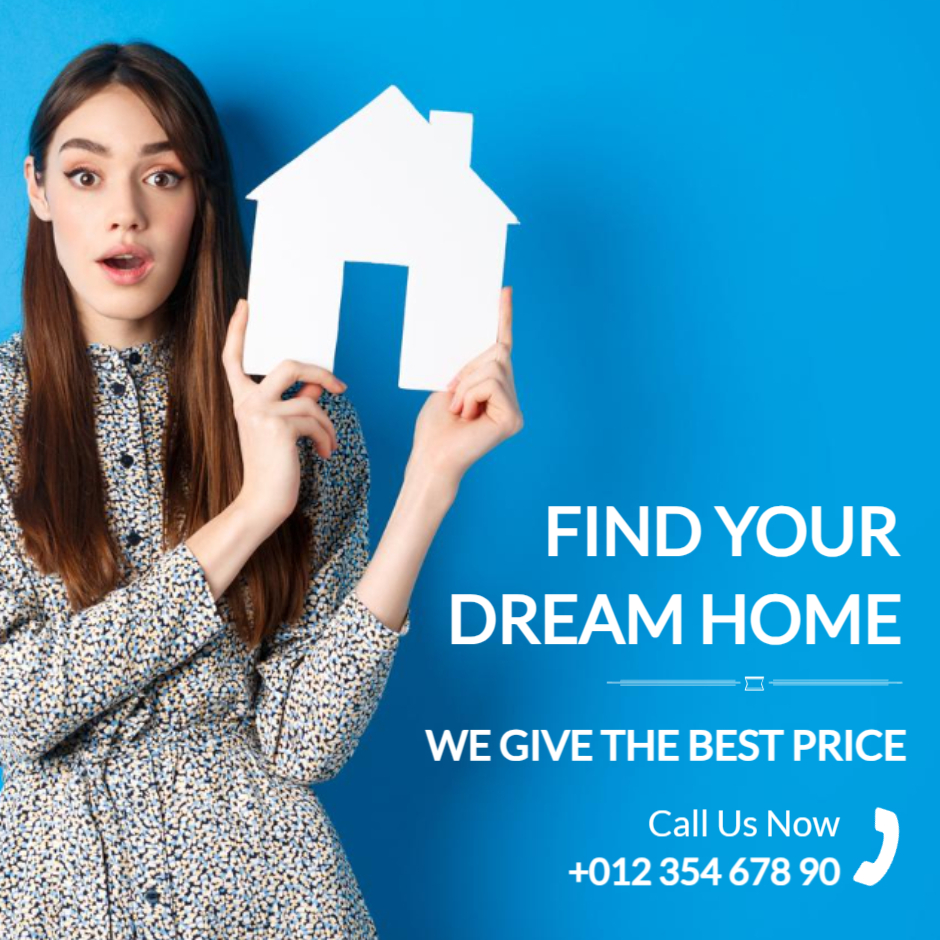 FIND YOUR
DREAM HOME
WE GIVE THE BEST PRICE
Call Us Now
+012 354 678 90